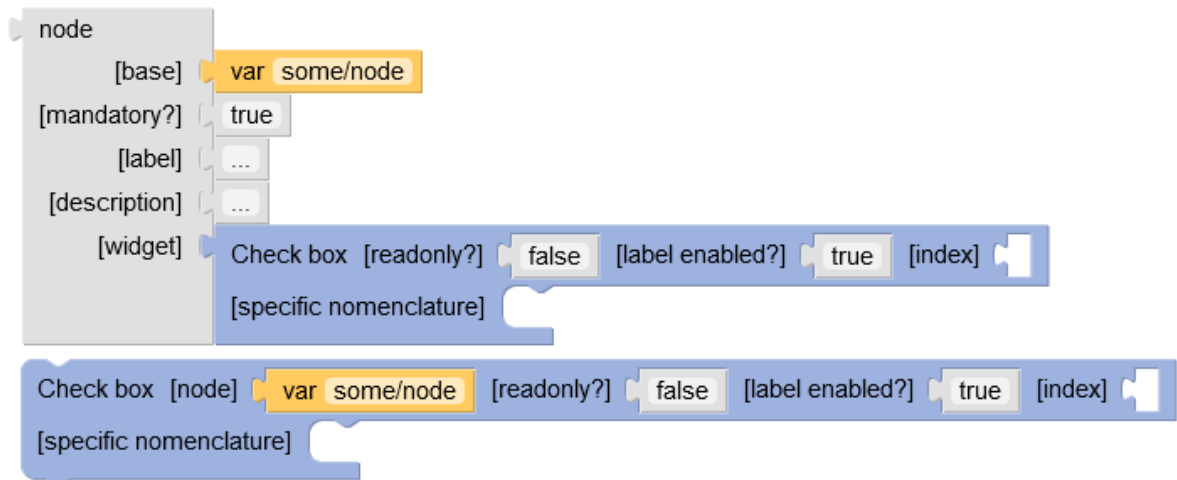 node
[base] var some/node
[mandatory?] true
[label] ...
[description] ...
[widget] Check box [readonly?] false [label enabled?] true [index]
[specific nomenclature]
Check box [node] var some/node [readonly?] false [label enabled?] true [index]
[specific nomenclature]